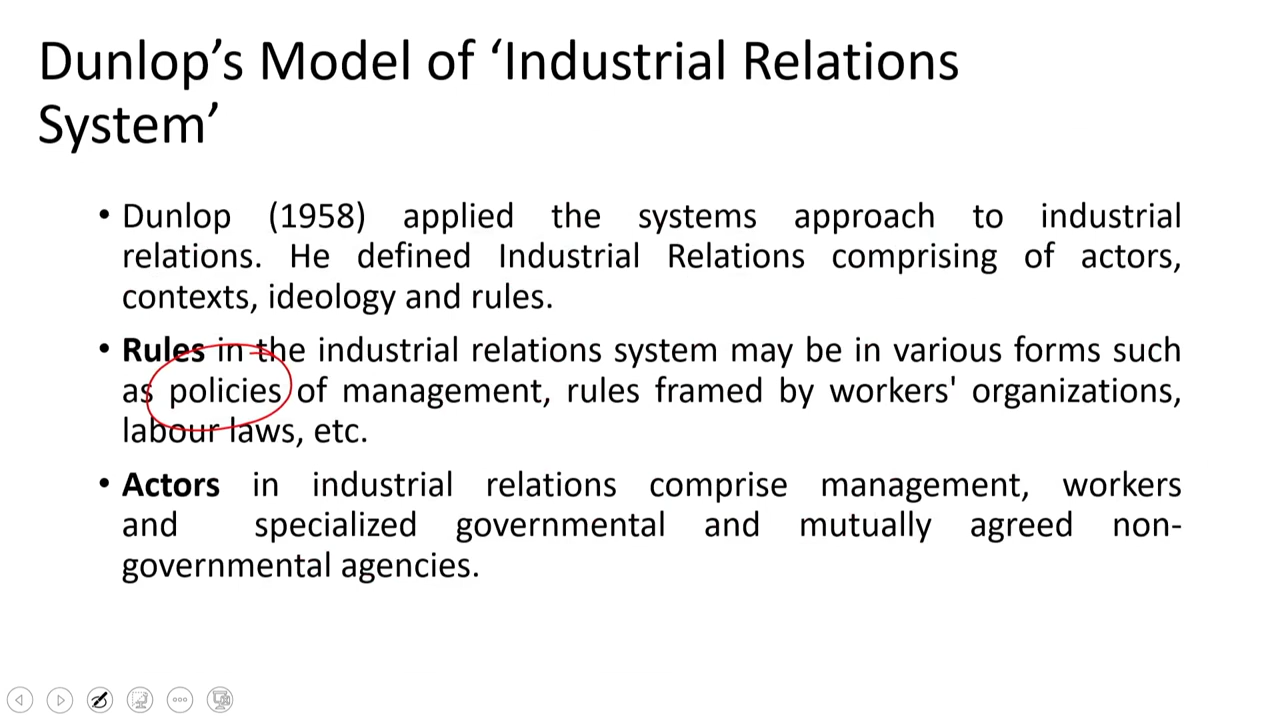 Dunlop’s Model of ‘Industrial Relations
System’
• Dunlop (1958) applied the systems approach to industrial
relations. He defined Industrial Relations comprising of actors,
contexts, ideology and rules.
• Rules in the industrial relations system may be in various forms such
as policies of management, rules framed by workers' organizations,
labour laws, etc.
• Actors in industrial relations comprise management, workers
and specialized governmental and mutually agreed non-
governmental agencies.